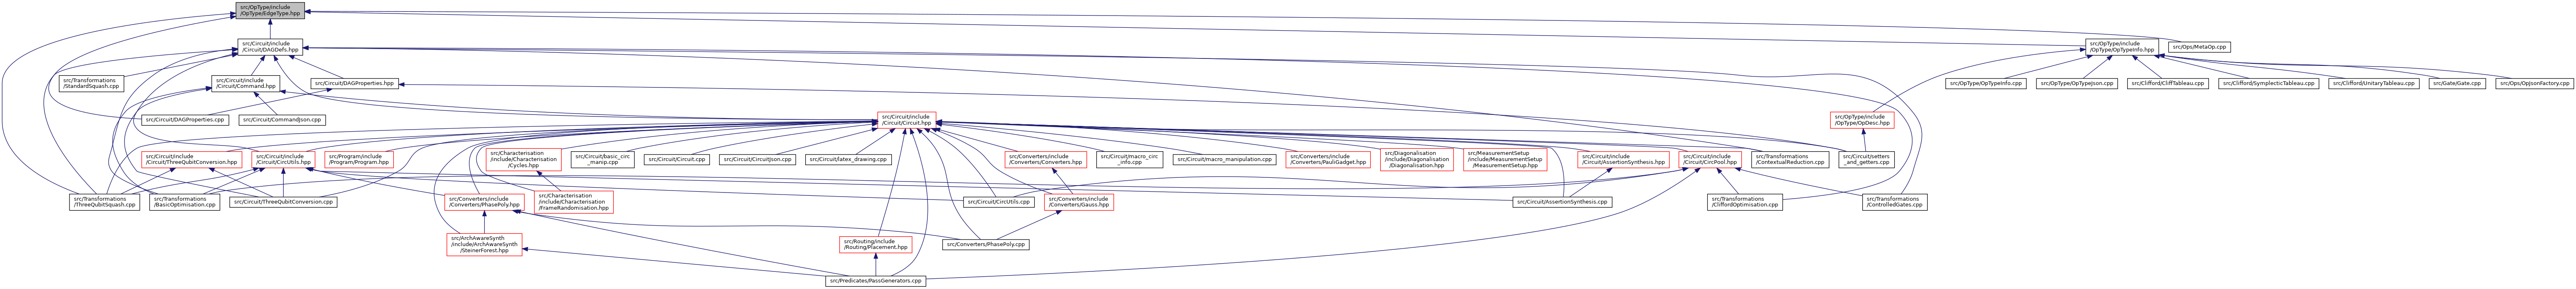 src/OpType/include
/OpType/EdgeType.hpp
src/Circuit/include
/Circuit/DAGDefs.hpp
src/OpType/include
/OpType/OpTypeInfo.hpp
src/Ops/MetaOp.cpp
src/Transformations
/StandardSquash.cpp
src/Circuit/include
/Circuit/Command.hpp
src/Circuit/DAGProperties.hpp
src/OpType/OpTypeInfo.cpp
src/OpType/OpTypeJson.cpp
src/Clifford/CliffTableau.cpp
src/Clifford/SymplecticTableau.cpp
src/Clifford/UnitaryTableau.cpp
src/Gate/Gate.cpp
src/Ops/OpJsonFactory.cpp
src/Circuit/DAGProperties.cpp
src/Circuit/CommandJson.cpp
src/Circuit/include
/Circuit/Circuit.hpp
src/OpType/include
/OpType/OpDesc.hpp
src/Circuit/include
/Circuit/ThreeQubitConversion.hpp
src/Circuit/include
/Circuit/CircUtils.hpp
src/Program/include
/Program/Program.hpp
src/Characterisation
/include/Characterisation
/Cycles.hpp
src/Circuit/basic_circ
_manip.cpp
src/Circuit/Circuit.cpp
src/Circuit/CircuitJson.cpp
src/Circuit/latex_drawing.cpp
src/Converters/include
/Converters/Converters.hpp
src/Circuit/macro_circ
_info.cpp
src/Circuit/macro_manipulation.cpp
src/Converters/include
/Converters/PauliGadget.hpp
src/Diagonalisation
/include/Diagonalisation
/Diagonalisation.hpp
src/MeasurementSetup
/include/MeasurementSetup
/MeasurementSetup.hpp
src/Circuit/include
/Circuit/AssertionSynthesis.hpp
src/Circuit/include
/Circuit/CircPool.hpp
src/Transformations
/ContextualReduction.cpp
src/Circuit/setters
_and_getters.cpp
src/Transformations
/ThreeQubitSquash.cpp
src/Transformations
/BasicOptimisation.cpp
src/Circuit/ThreeQubitConversion.cpp
src/Converters/include
/Converters/PhasePoly.hpp
src/Characterisation
/include/Characterisation
/FrameRandomisation.hpp
src/Circuit/CircUtils.cpp
src/Converters/include
/Converters/Gauss.hpp
src/Circuit/AssertionSynthesis.cpp
src/Transformations
/CliffordOptimisation.cpp
src/Transformations
/ControlledGates.cpp
src/ArchAwareSynth
/include/ArchAwareSynth
/SteinerForest.hpp
src/Routing/include
/Routing/Placement.hpp
src/Converters/PhasePoly.cpp
src/Predicates/PassGenerators.cpp